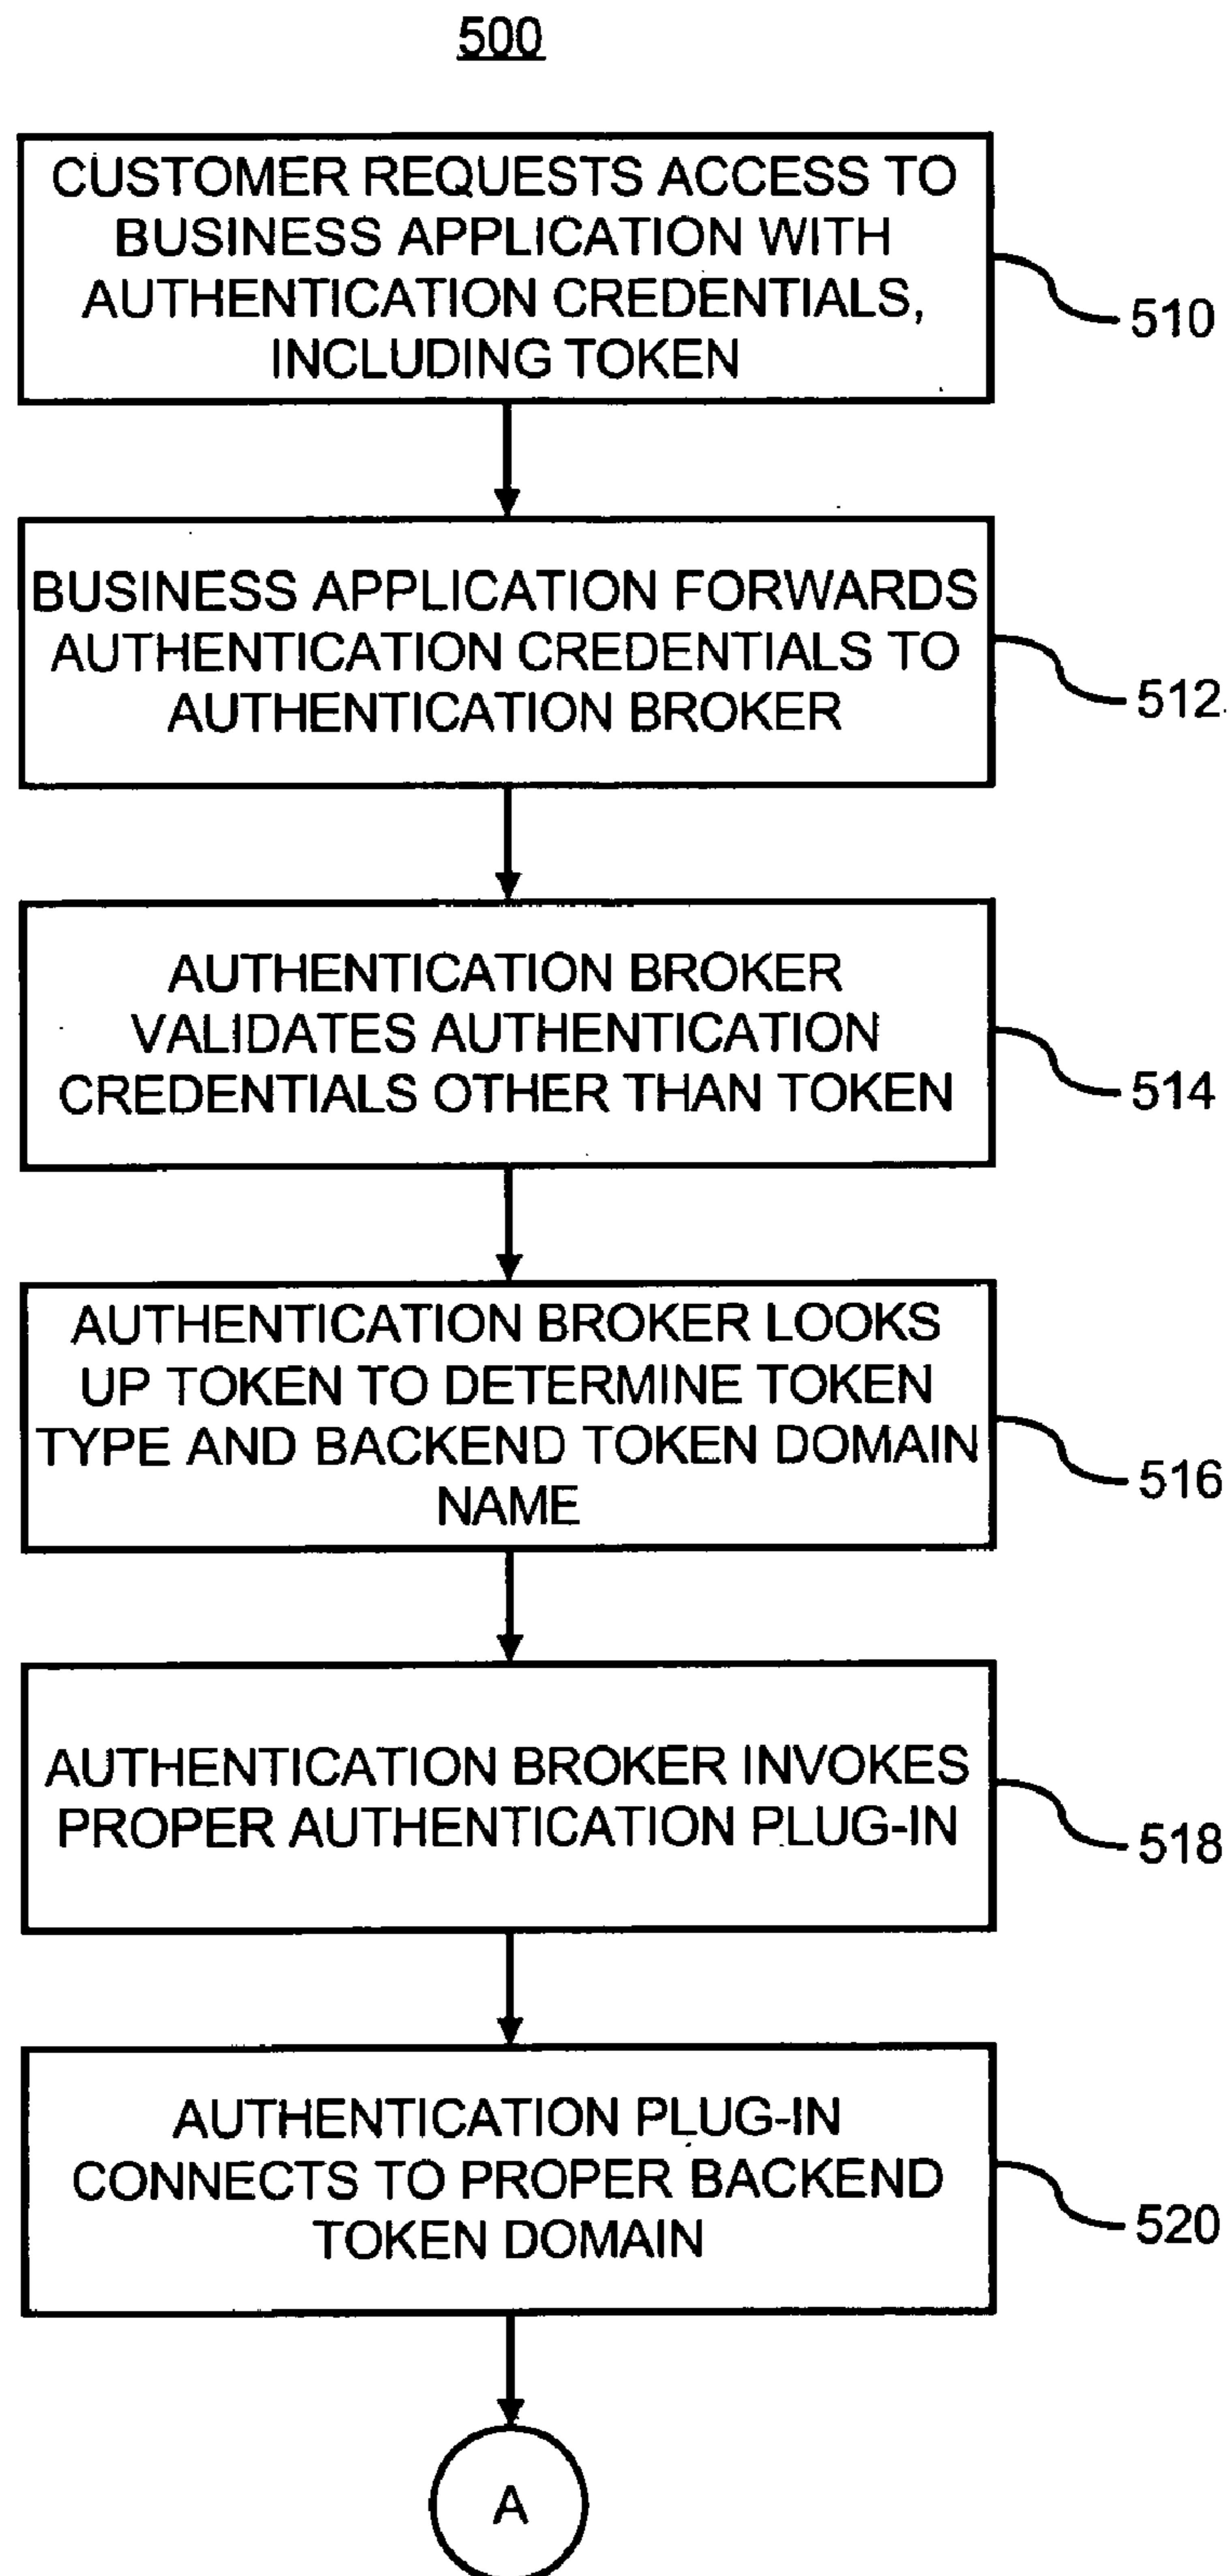 500
CUSTOMER REQUESTS ACCESS TO
BUSINESS APPLICATION WITH
AUTHENTICATION CREDENTIALS,
INCLUDING TOKEN
510
BUSINESS APPLICATION FORWARDS
AUTHENTICATION CREDENTIALS TO
AUTHENTICATION BROKER
512
AUTHENTICATION BROKER
VALIDATES AUTHENTICATION
CREDENTIALS OTHER THAN TOKEN
514
AUTHENTICATION BROKER LOOKS
UP TOKEN TO DETERMINE TOKEN
TYPE AND BACKEND TOKEN DOMAIN
NAME
516
AUTHENTICATION BROKER INVOKES
PROPER AUTHENTICATION PLUG-IN
518
AUTHENTICATION PLUG-IN
CONNECTS TO PROPER BACKEND
TOKEN DOMAIN
520
A